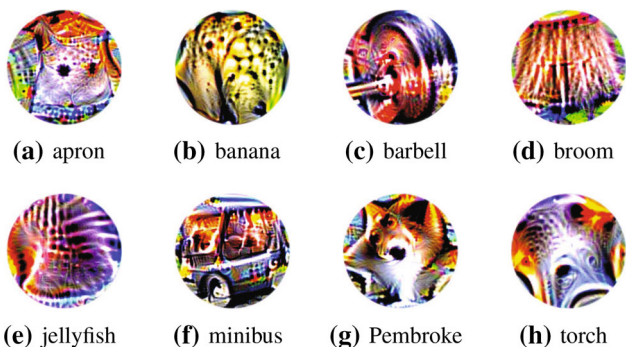 (a) apron (b) banana (c) barbell (d) broom
(e) jellyfish (f) minibus (g) Pembroke (h) torch